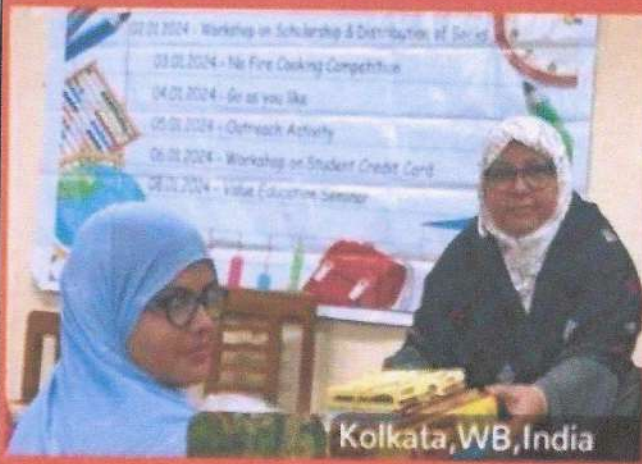 02.01.2024 - Workshop on Scholarship & Distribution of
03.01.2024 - No Fire Cooking Competition
04.01.2024 - Go as you like
05.01.2024 - Outreach Activity
06.01.2024 - Workshop on Student Credit Card
08.01.2024 - Value Education Seminar
Kolkata,WB,India